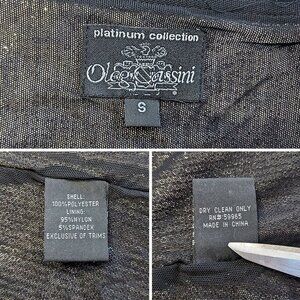 platinum collection
Oleg Cassini
S
SHELL:
100%POLYESTER
LINING:
95%NYLON
5%SPANDEX
EXCLUSIVE OF TRIMS
DRY CLEAN ONLY
RN# 59965
MADE IN CHINA